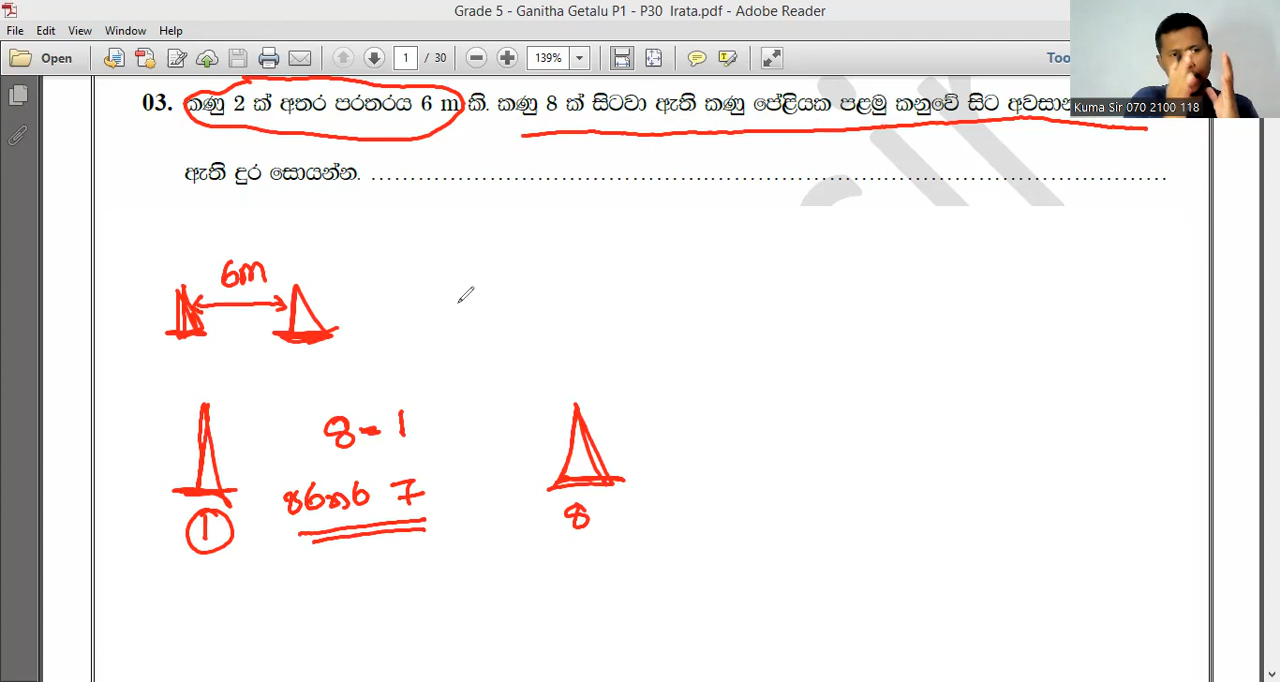 Grade 5 - Ganitha Getalu P1 - P30 Irata.pdf - Adobe Reader
File Edit View Window Help
Open 1 / 30 139% Too
Kuma Sir 070 2100 118
03. කණු 2 ක් අතර පරතරය 6 m කි. කණු 8 ක් සිටවා ඇති කණු පේළියක පළමු කනුවේ සිට
ඇති දුර සොයන්න. ................................................................
6m
8 - 1
පරතර 7
1
8